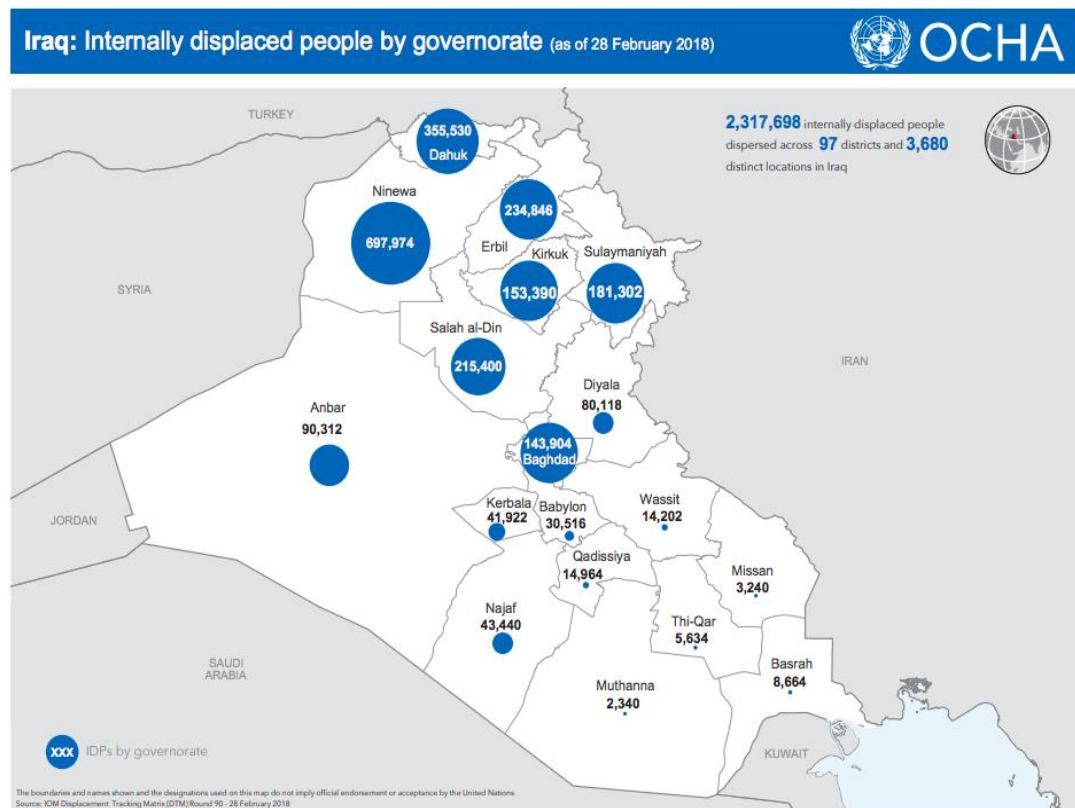 Iraq: Internally displaced people by governorate (as of 28 February 2018)
OCHA
TURKEY
2,317,698 internally displaced people
dispersed across 97 districts and 3,680
distinct locations in Iraq
355,530
Dahuk
Ninewa
697,974
234,846
Erbil
Kirkuk
153,390
Sulaymaniyah
181,302
SYRIA
Salah al-Din
215,400
IRAN
Diyala
80,118
Anbar
90,312
143,904
Baghdad
JORDAN
Kerbala
41,922
Babylon
30,516
Wassit
14,202
Qadissiya
14,964
Missan
3,240
Najaf
43,440
Thi-Qar
5,634
SAUDI
ARABIA
Basrah
8,664
Muthanna
2,340
KUWAIT
xxx IDPs by governorate
The boundaries and names shown and the designations used on this map do not imply official endorsement or acceptance by the United Nations
Source: IOM Displacement Tracking Matrix (DTM) Round 90 - 28 February 2018